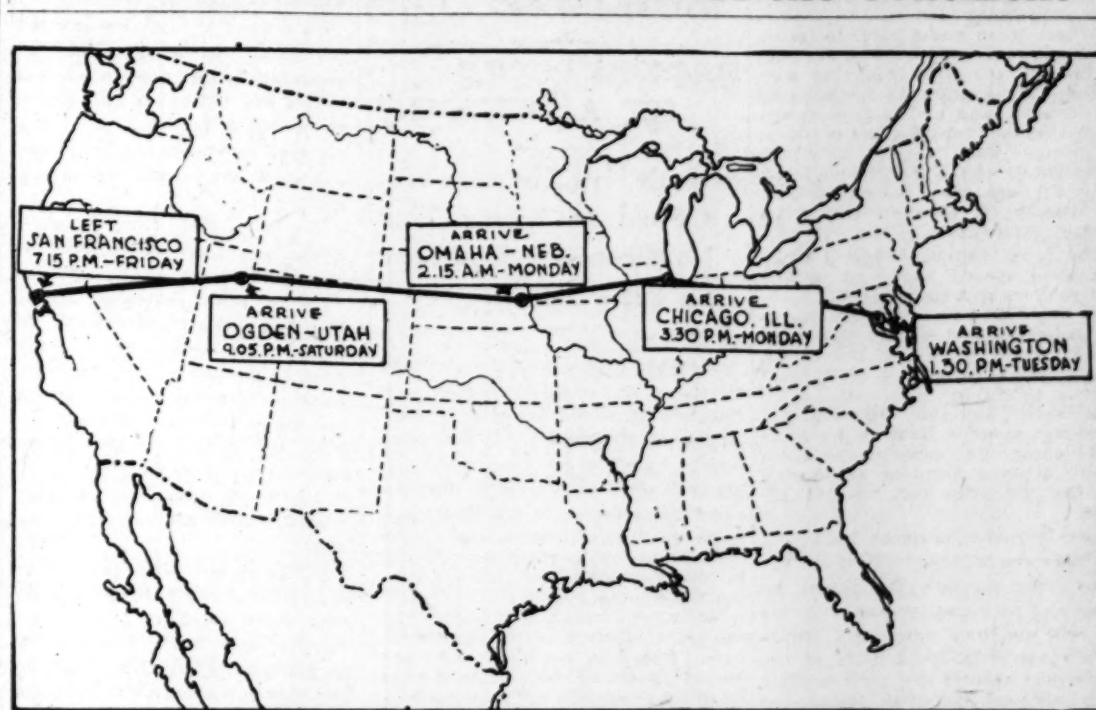 LEFT
SAN FRANCISCO
7.15 P.M.-FRIDAY
ARRIVE
OGDEN-UTAH
9.05. P.M-SATURDAY
ARRIVE
OMAHA - NEB.
2.15. A.M.-MONDAY
ARRIVE
CHICAGO, ILL.
3.30 P.M.-MONDAY
ARRIVE
WASHINGTON
1.30. P.M.-TUESDAY